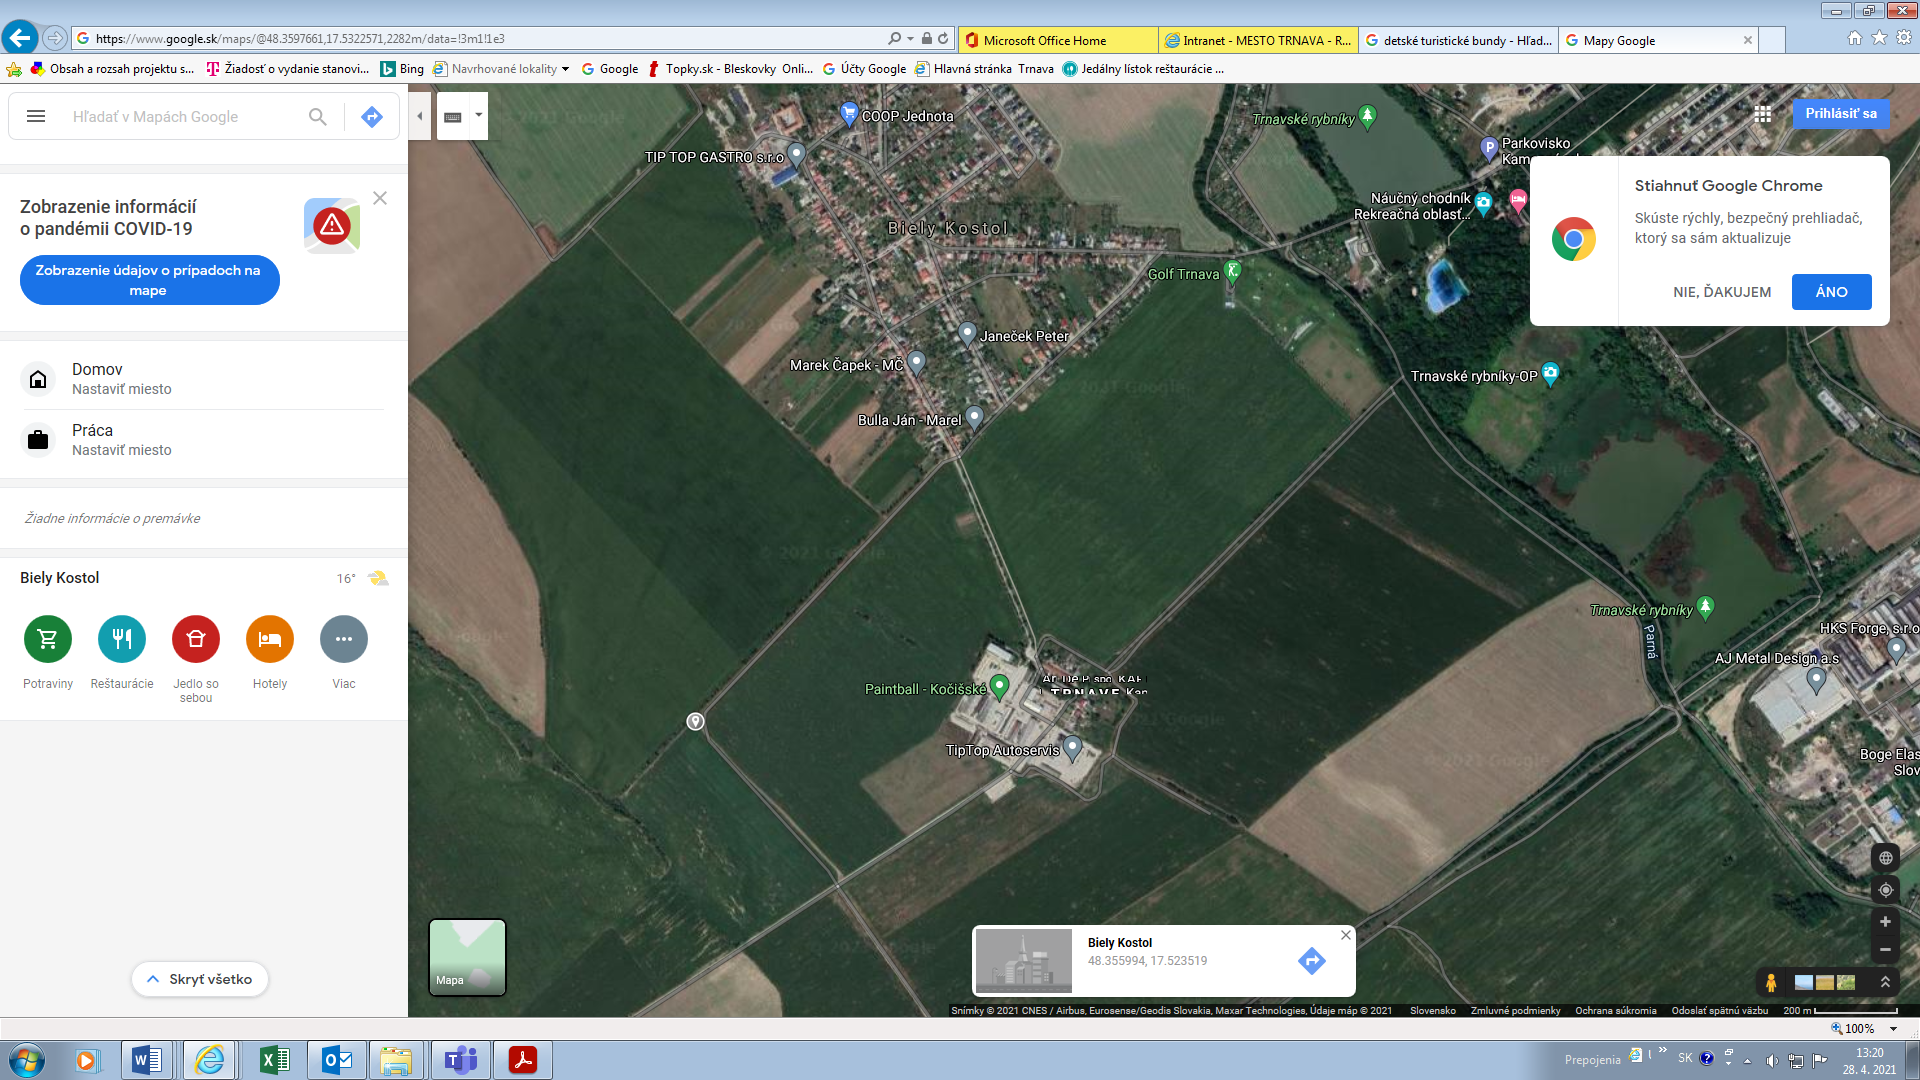 https://www.google.sk/maps/@48.3597661,17.5322571,2282m/data=!3m1!1e3
Microsoft Office Home
Intranet - MESTO TRNAVA - R...
detské turistické bundy - Hľad...
Mapy Google
Obsah a rozsah projektu s...
Žiadosť o vydanie stanovi...
Bing
Navrhované lokality
Google
Topky.sk - Bleskovky Onli...
Účty Google
Hlavná stránka Trnava
Jedálny lístok reštaurácie ...
Hľadať v Mapách Google
Zobrazenie informácií
o pandémii COVID-19
Zobrazenie údajov o prípadoch na
mape
Domov
Nastaviť miesto
Práca
Nastaviť miesto
Žiadne informácie o premávke
Biely Kostol
16°
Potraviny
Reštaurácie
Jedlo so
sebou
Hotely
Viac
Skryť všetko
COOP Jednota
TIP TOP GASTRO s.r.o
Biely Kostol
Trnavské rybníky
Parkovisko
Náučný chodník
Rekreačná oblasť...
Golf Trnava
Janeček Peter
Marek Čapek - MČ
Bulla Ján - Marel
Trnavské rybníky-OP
Trnavské rybníky
Parná
HKS Forge, s.r.o
AJ Metal Design a.s
Boge Elas
Slov
Paintball - Kočišské
TipTop Autoservis
Prihlásiť sa
Stiahnuť Google Chrome
Skúste rýchly, bezpečný prehliadač,
ktorý sa sám aktualizuje
NIE, ĎAKUJEM
ÁNO
Mapa
Biely Kostol
48.355994, 17.523519
Snímky © 2021 CNES / Airbus, Eurosense/Geodis Slovakia, Maxar Technologies, Údaje máp © 2021
Slovensko
Zmluvné podmienky
Ochrana súkromia
Odoslať spätnú väzbu
200 m
100%
Prepojenia
SK
13:20
28. 4. 2021